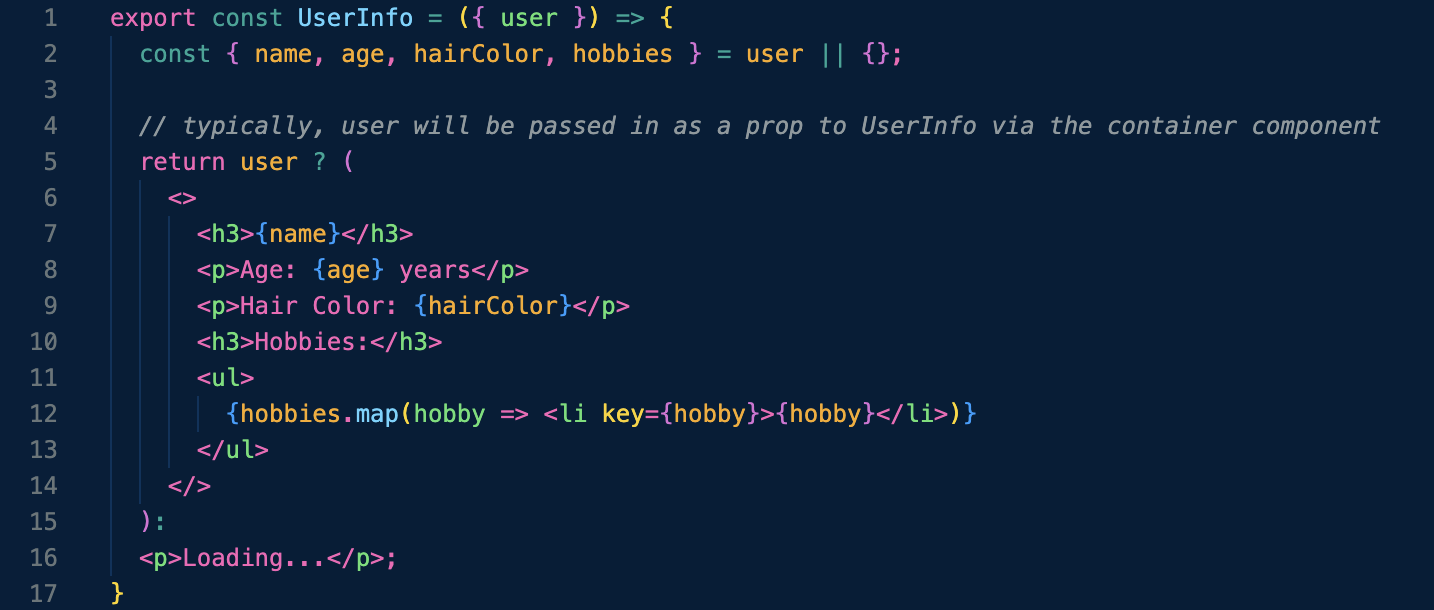 1 export const UserInfo = ({ user }) => {
2 const { name, age, hairColor, hobbies } = user || {};
3
4 // typically, user will be passed in as a prop to UserInfo via the container component
5 return user ? (
6 <>
7 <h3>{name}</h3>
8 <p>Age: {age} years</p>
9 <p>Hair Color: {hairColor}</p>
10 <h3>Hobbies:</h3>
11 <ul>
12 {hobbies.map(hobby => <li key={hobby}>{hobby}</li>)}
13 </ul>
14 </>
15 ):
16 <p>Loading...</p>;
17 }